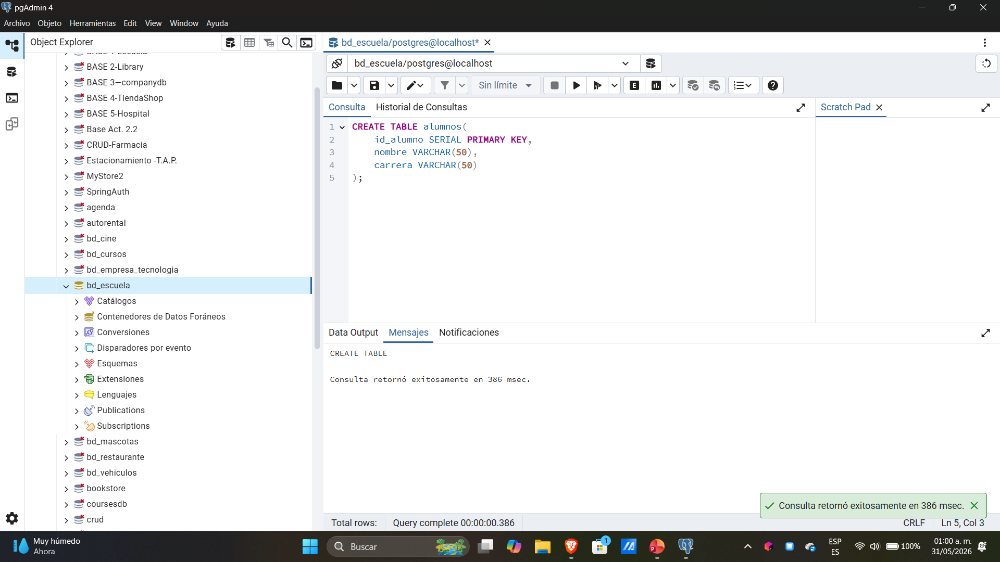 pgAdmin 4
Archivo Objeto Herramientas Edit View Window Ayuda
Object Explorer
BASE 2-Library
BASE 3—companydb
BASE 4-TiendaShop
BASE 5-Hospital
Base Act. 2.2
CRUD-Farmacia
Estacionamiento -T.A.P.
MyStore2
SpringAuth
agenda
autorental
bd_cine
bd_cursos
bd_empresa_tecnologia
bd_escuela
Catálogos
Contenedores de Datos Foráneos
Conversiones
Disparadores por evento
Esquemas
Extensiones
Lenguajes
Publications
Subscriptions
bd_mascotas
bd_restaurante
bd_vehiculos
bookstore
coursesdb
crud
bd_escuela/postgres@localhost*
bd_escuela/postgres@localhost
Sin límite
E
Consulta Historial de Consultas
Scratch Pad
1 CREATE TABLE alumnos(
2 id_alumno SERIAL PRIMARY KEY,
3 nombre VARCHAR(50),
4 carrera VARCHAR(50)
5 );
Data Output Mensajes Notificaciones
CREATE TABLE
Consulta retornó exitosamente en 386 msec.
Consulta retornó exitosamente en 386 msec.
Total rows: Query complete 00:00:00.386 CRLF Ln 5, Col 3
Muy húmedo
Ahora
Buscar
1
P
ESP
ES
100%
01:00 a. m.
31/05/2026